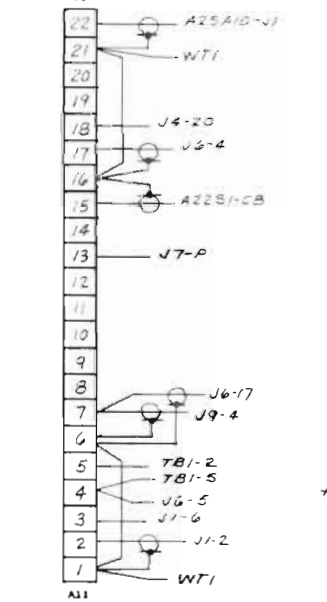 22 A25A10-J1
21 WT1
20
19
18 J4-20
17 J6-4
16
15 A22S1-CB
14
13 J7-P
12
11
10
9
8 J6-17
7 J9-4
6
5 TB1-2
TB1-5
4
J6-5
3 J1-6
2 J1-2
1 WT1
A11